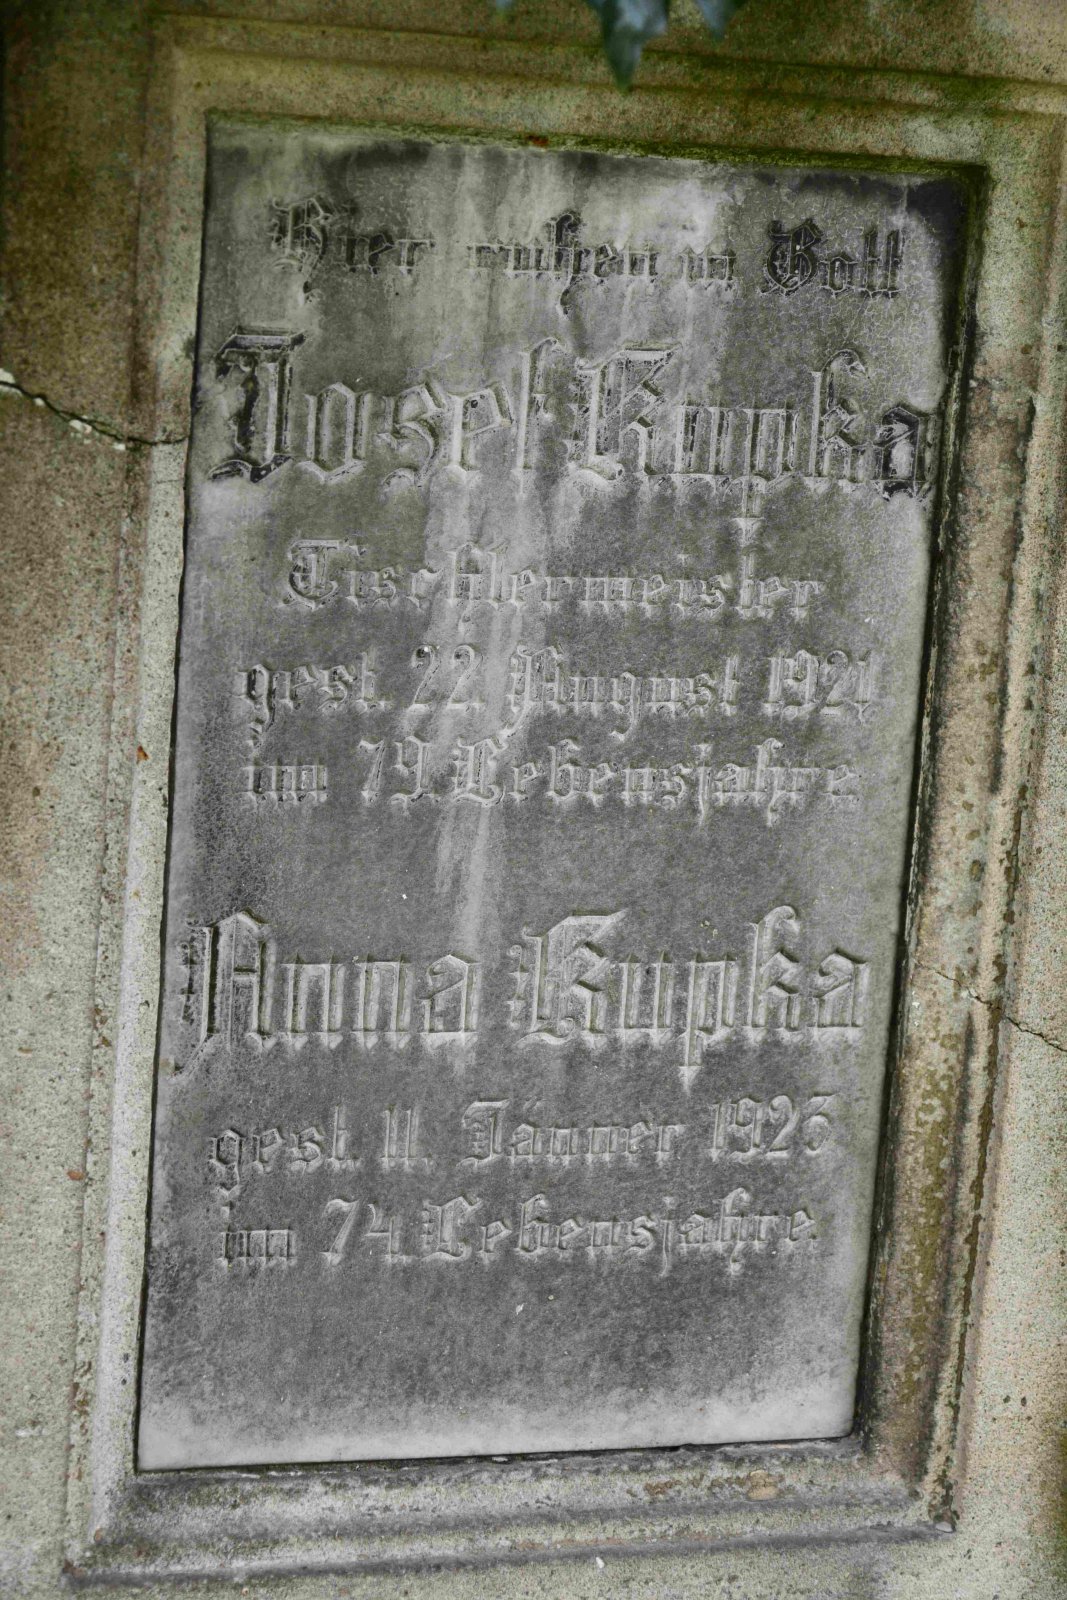 Hier ruhen in Gott
Josef Kupka
Tischlermeister
gest. 22. August 1921
im 79. Lebensjahre
Anna Kupka
gest. 11. Jänner 1923
im 74. Lebensjahre.